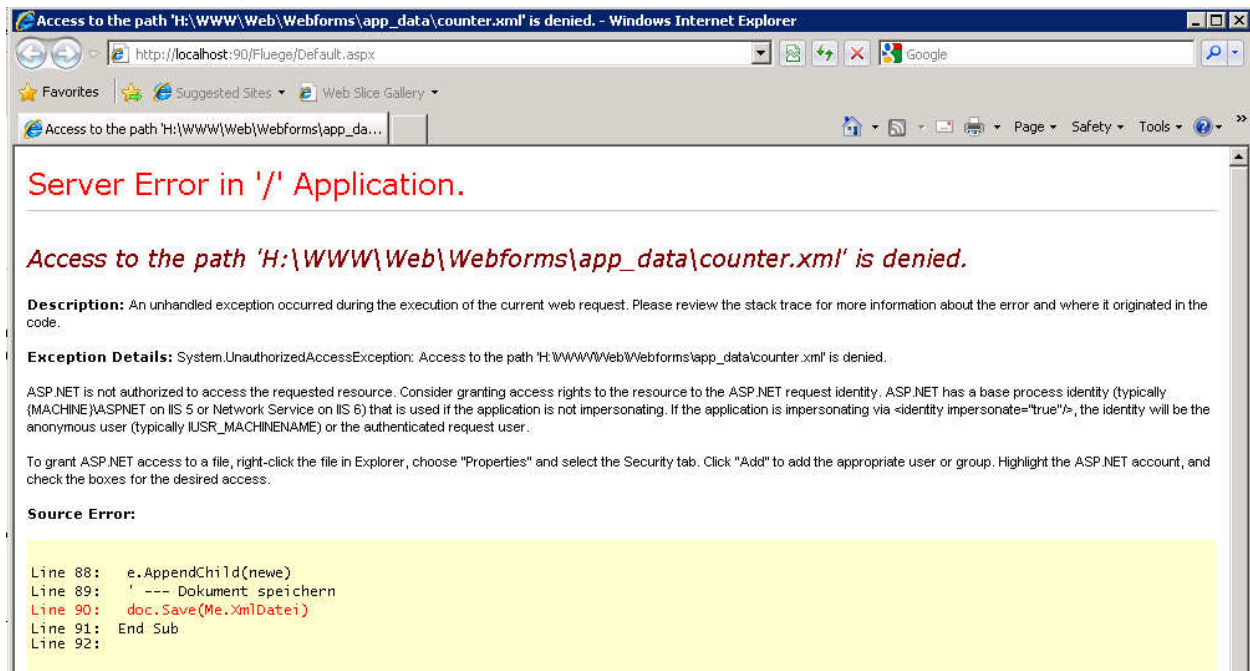 Access to the path 'H:\WWW\Web\Webforms\app_data\counter.xml' is denied. - Windows Internet Explorer
http://localhost:90/Fluege/Default.aspx
Google
Favorites
Suggested Sites
Web Slice Gallery
Access to the path 'H:\WWW\Web\Webforms\app_da...
Page
Safety
Tools
Server Error in '/' Application.
Access to the path 'H:\WWW\Web\Webforms\app_data\counter.xml' is denied.
Description: An unhandled exception occurred during the execution of the current web request. Please review the stack trace for more information about the error and where it originated in the
code.
Exception Details: System.UnauthorizedAccessException: Access to the path 'H:\WWW\Web\Webforms\app_data\counter.xml' is denied.
ASP.NET is not authorized to access the requested resource. Consider granting access rights to the resource to the ASP.NET request identity. ASP.NET has a base process identity (typically
{MACHINE}\ASPNET on IIS 5 or Network Service on IIS 6) that is used if the application is not impersonating. If the application is impersonating via <identity impersonate="true"/>, the identity will be the
anonymous user (typically IUSR_MACHINENAME) or the authenticated request user.
To grant ASP.NET access to a file, right-click the file in Explorer, choose "Properties" and select the Security tab. Click "Add" to add the appropriate user or group. Highlight the ASP.NET account, and
check the boxes for the desired access.
Source Error:
Line 88: e.AppendChild(newe)
Line 89: ' --- Dokument speichern
Line 90: doc.Save(Me.XmlDatei)
Line 91: End Sub
Line 92: